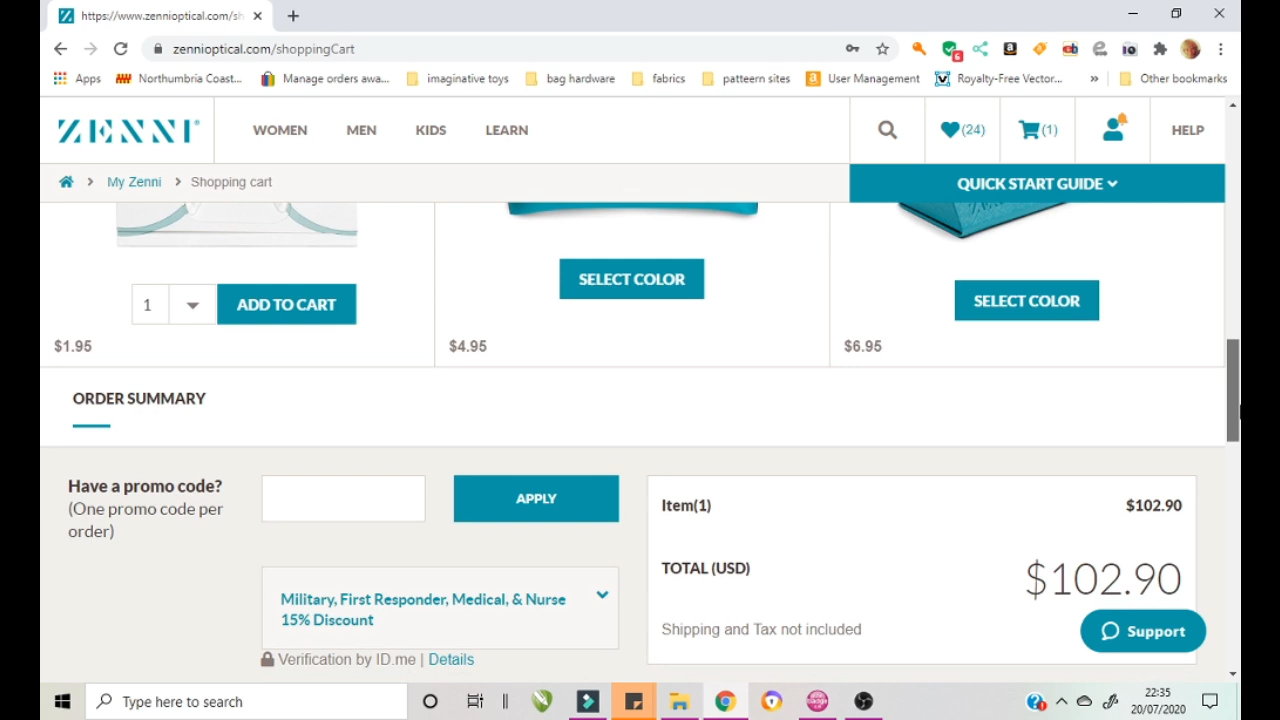 https://www.zennioptical.com/sh
zennioptical.com/shoppingCart
6
Apps
Northumbria Coast...
Manage orders awa...
imaginative toys
bag hardware
fabrics
patteern sites
User Management
Royalty-Free Vector...
»
Other bookmarks
ZENNI
WOMEN
MEN
KIDS
LEARN
(24)
(1)
HELP
My Zenni
Shopping cart
QUICK START GUIDE
1
ADD TO CART
SELECT COLOR
SELECT COLOR
$1.95
$4.95
$6.95
ORDER SUMMARY
Have a promo code?
(One promo code per
order)
APPLY
Item(1)
$102.90
TOTAL (USD)
$102.90
Shipping and Tax not included
Military, First Responder, Medical, & Nurse
15% Discount
Verification by ID.me | Details
Support
Type here to search
22:35
20/07/2020